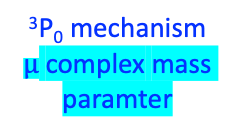 ³P₀ mechanism
μ complex mass
paramter